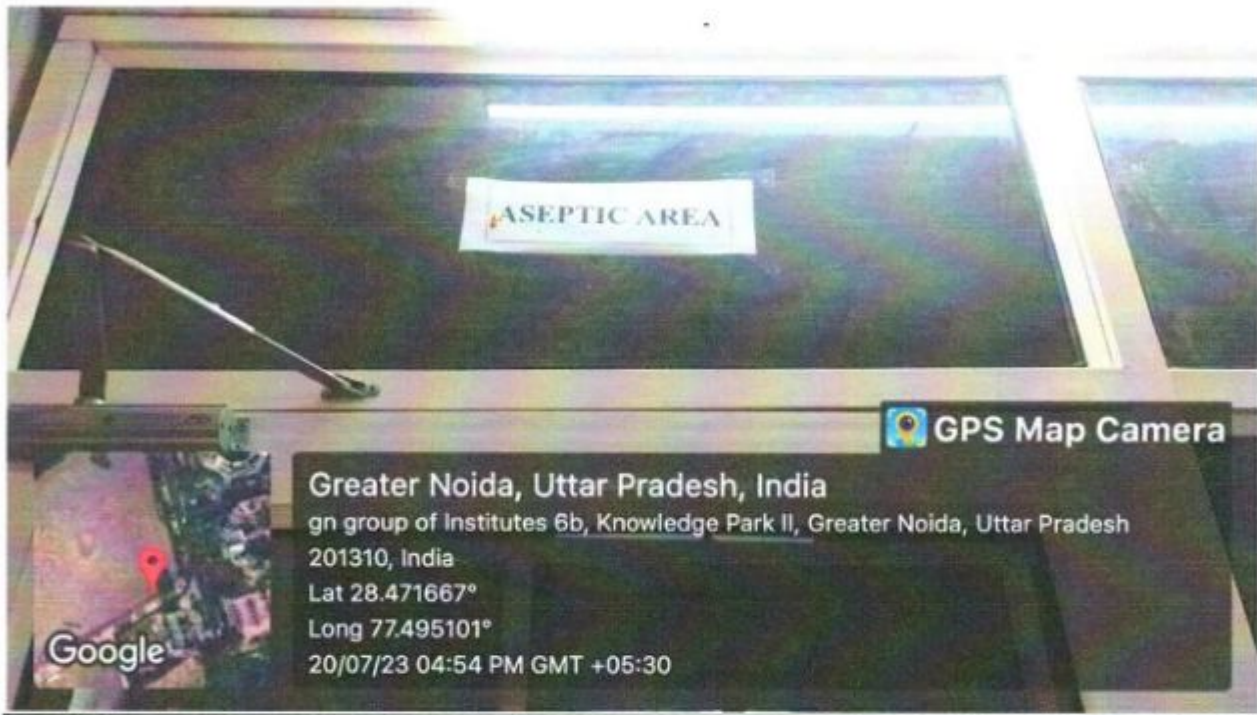 ASEPTIC AREA
GPS Map Camera
Greater Noida, Uttar Pradesh, India
gn group of Institutes 6b, Knowledge Park II, Greater Noida, Uttar Pradesh
201310, India
Lat 28.471667°
Long 77.495101°
20/07/23 04:54 PM GMT +05:30
Google